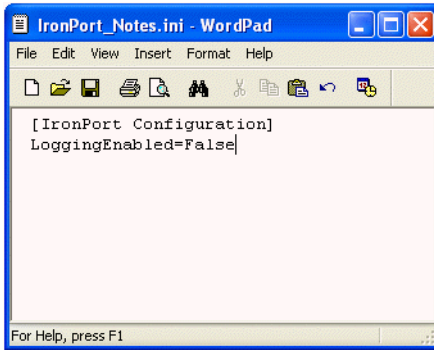 IronPort_Notes.ini - WordPad
File Edit View Insert Format Help
[IronPort Configuration]
LoggingEnabled=False
For Help, press F1